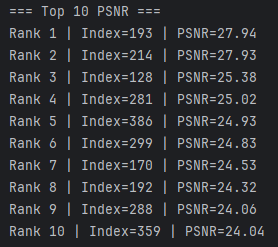 === Top 10 PSNR ===
Rank 1 | Index=193 | PSNR=27.94
Rank 2 | Index=214 | PSNR=27.93
Rank 3 | Index=128 | PSNR=25.38
Rank 4 | Index=281 | PSNR=25.02
Rank 5 | Index=386 | PSNR=24.93
Rank 6 | Index=299 | PSNR=24.83
Rank 7 | Index=170 | PSNR=24.53
Rank 8 | Index=192 | PSNR=24.32
Rank 9 | Index=288 | PSNR=24.06
Rank 10 | Index=359 | PSNR=24.04